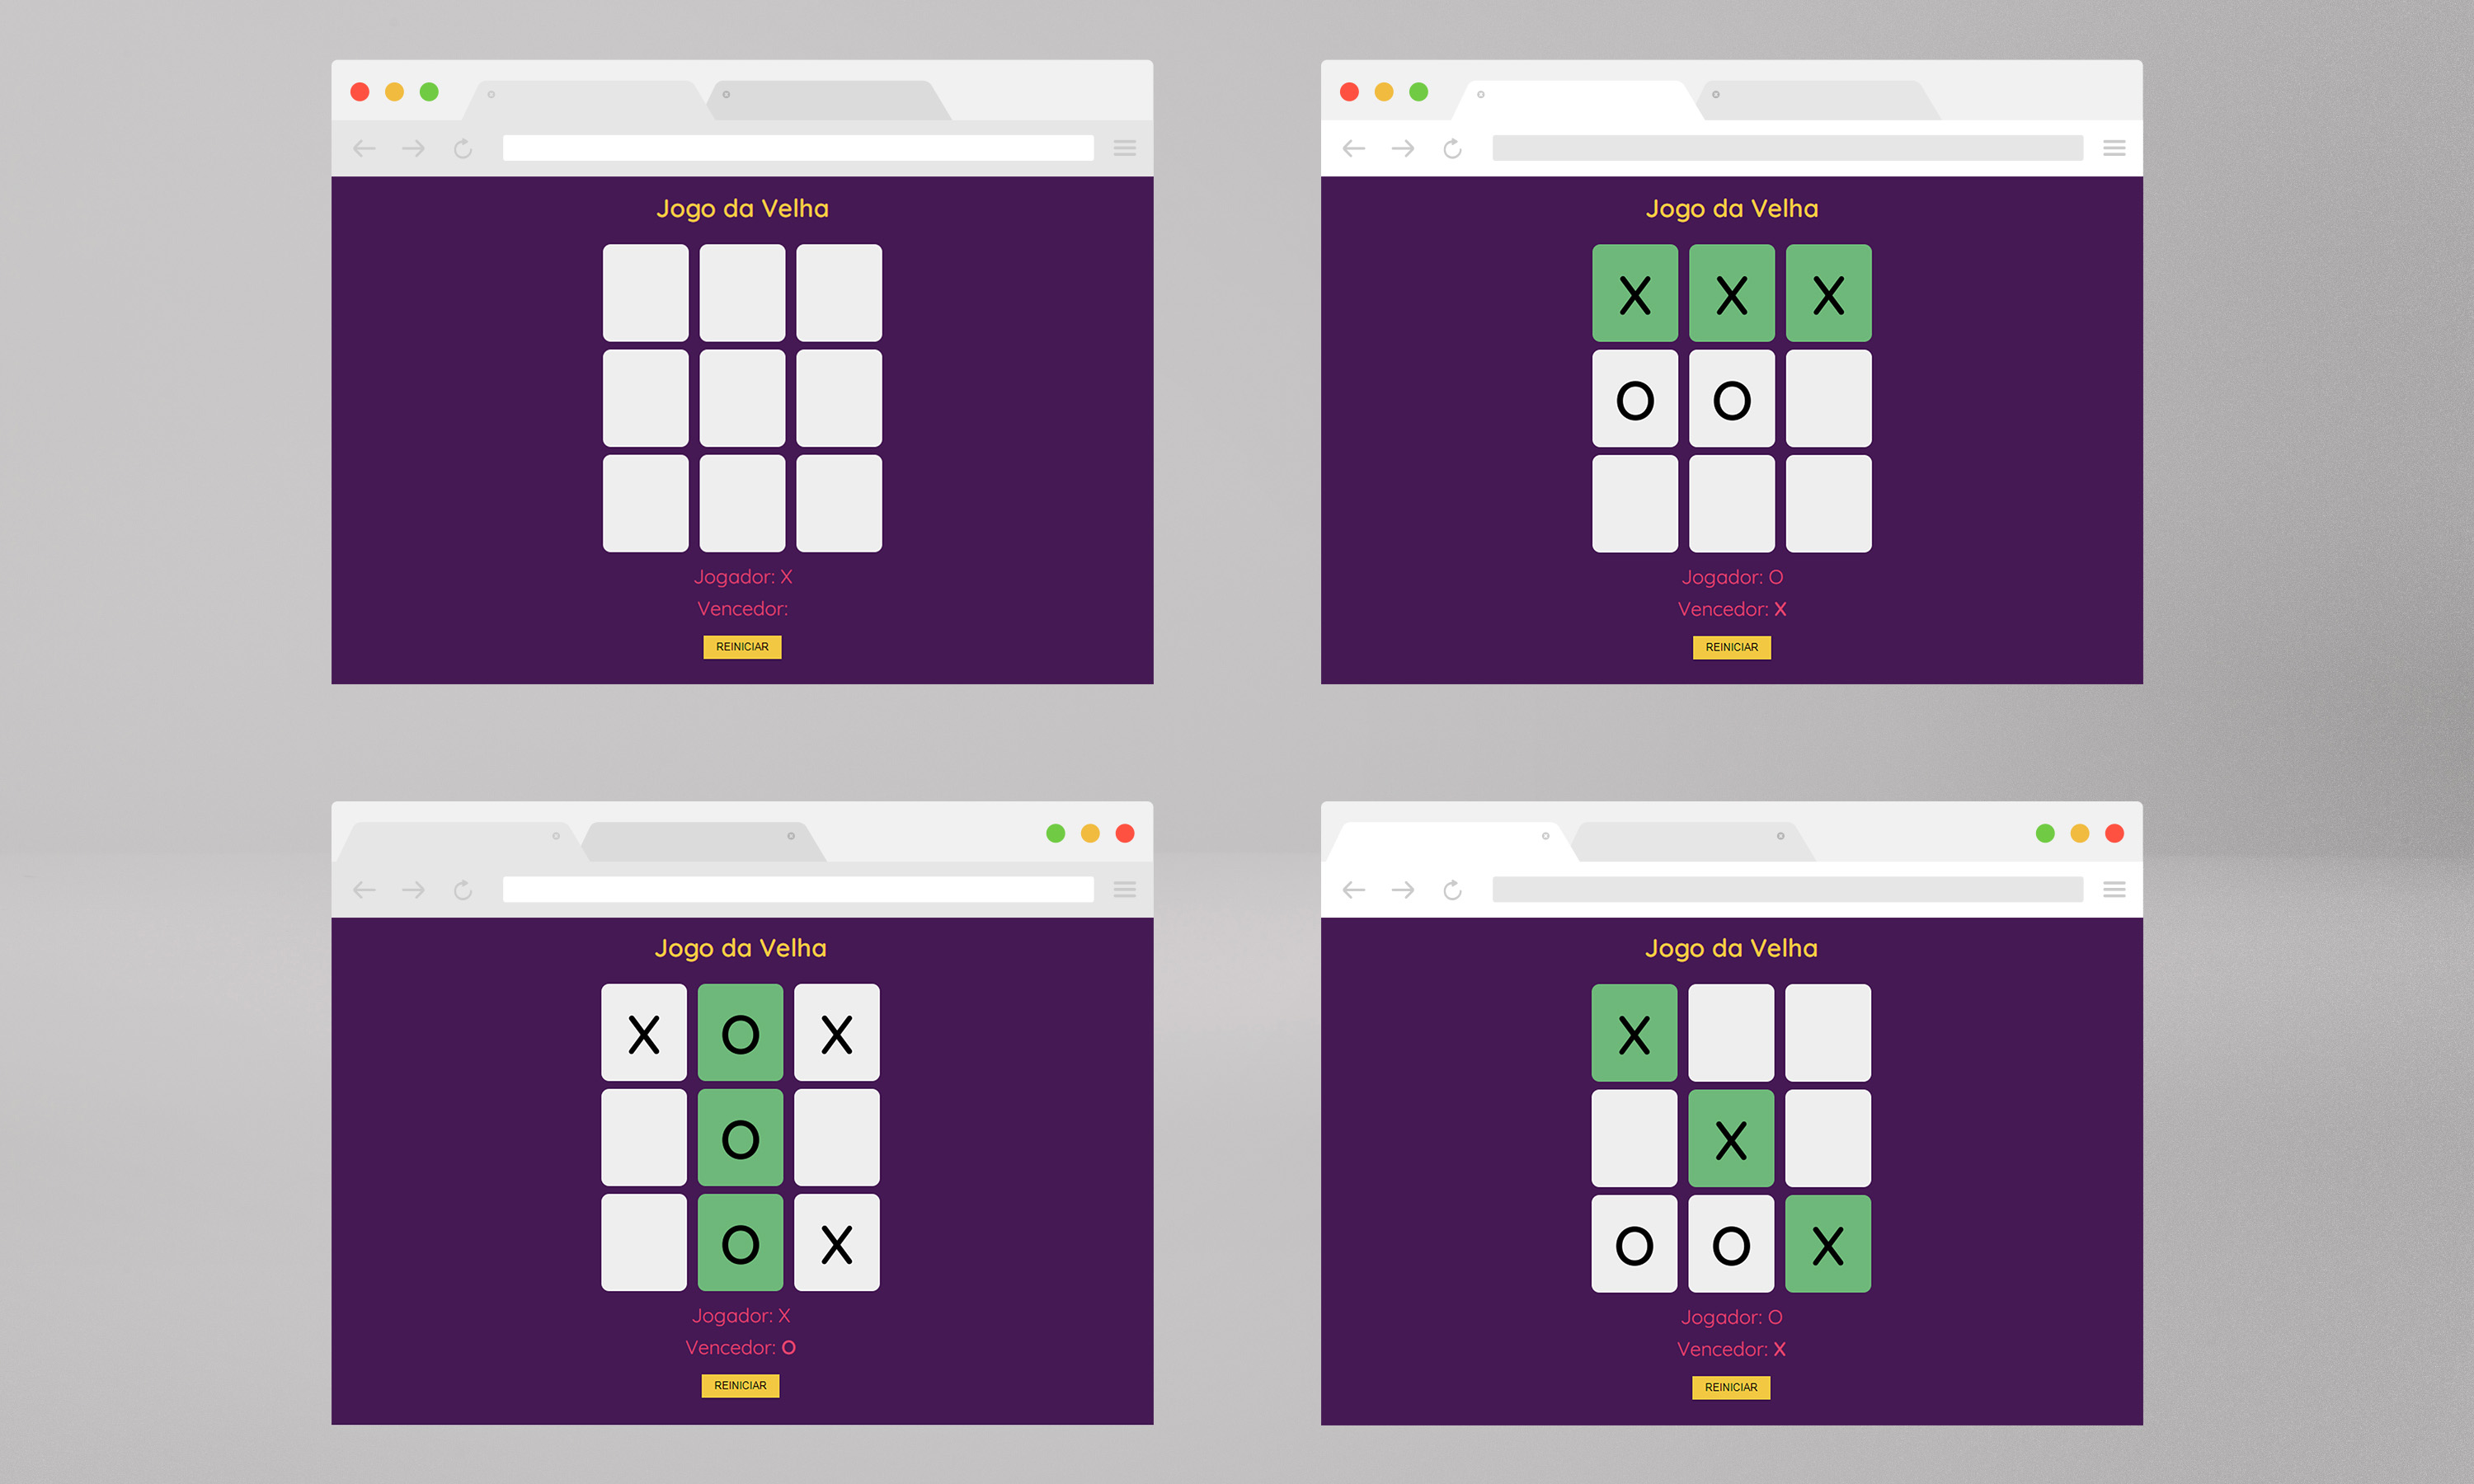 Jogo da Velha
Jogador: X
Vencedor:
REINICIAR
Jogo da Velha
X X X
O O
Jogador: O
Vencedor: X
REINICIAR
Jogo da Velha
X O X
O
O X
Jogador: X
Vencedor: O
REINICIAR
Jogo da Velha
X
X
O O X
Jogador: O
Vencedor: X
REINICIAR